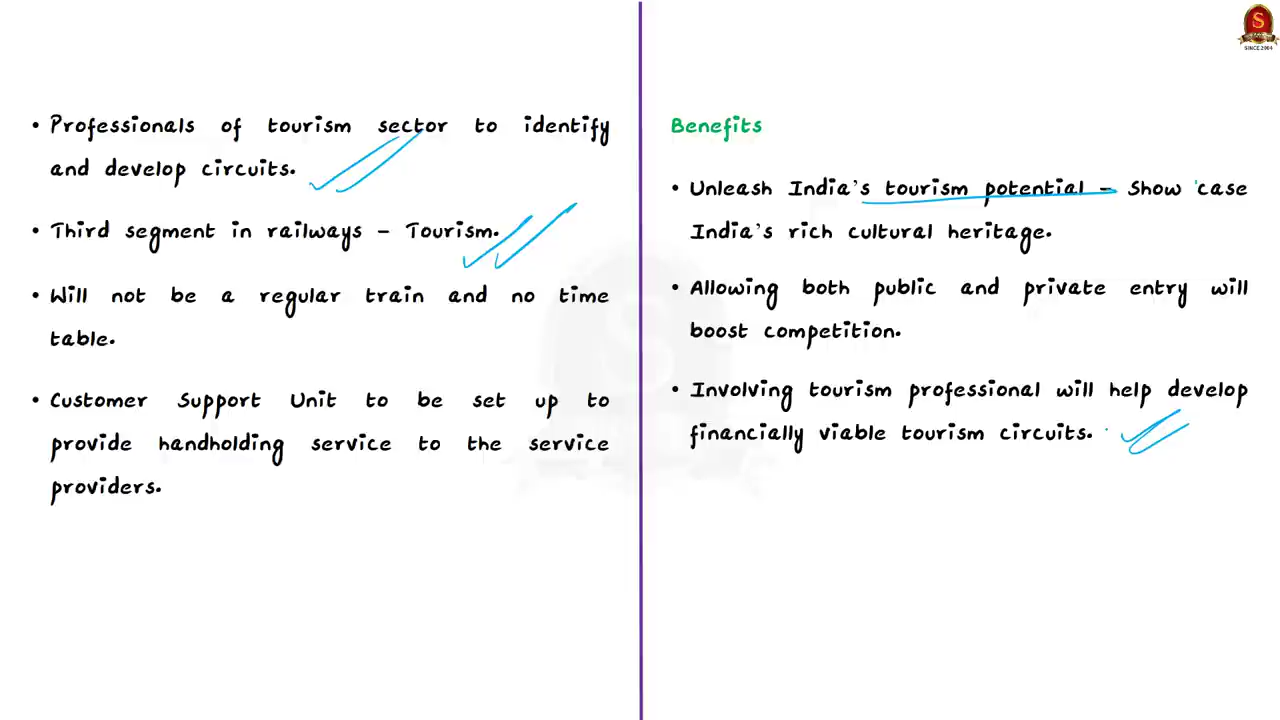 • Professionals of tourism sector to identify
and develop circuits.
• Third segment in railways – Tourism.
• Will not be a regular train and no time
table.
• Customer Support Unit to be set up to
provide handholding service to the service
providers.
Benefits
• Unleash India's tourism potential – Show case
India's rich cultural heritage.
• Allowing both public and private entry will
boost competition.
• Involving tourism professional will help develop
financially viable tourism circuits.
S
SINCE 2004